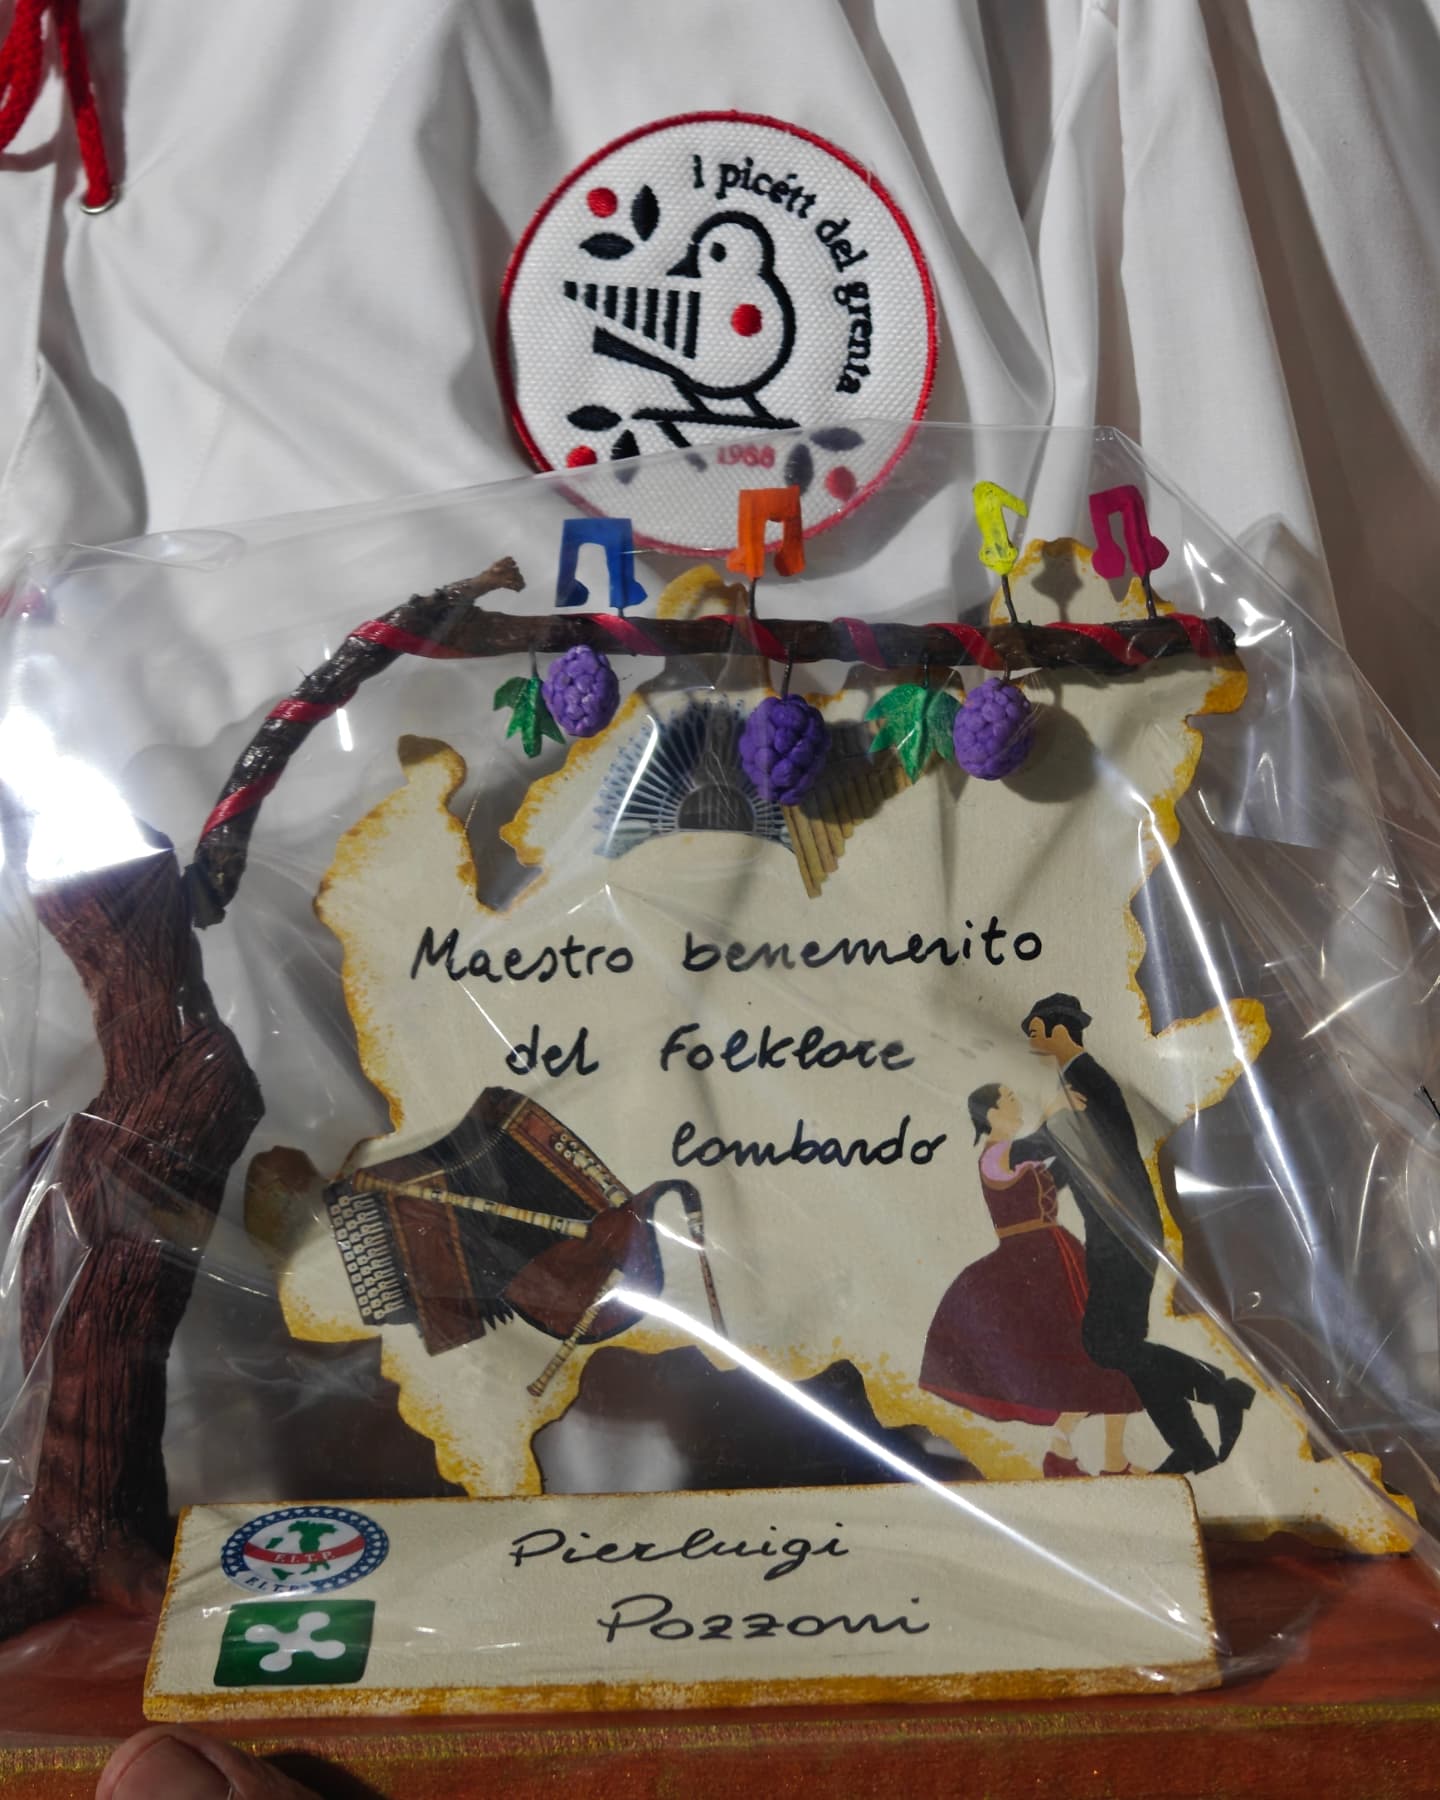 i picétt del grenta
1988
Maestro benemerito
del Folklore
lombardo
F.I.T.P.
F.I.T.P.
Pierluigi
Pozzoni